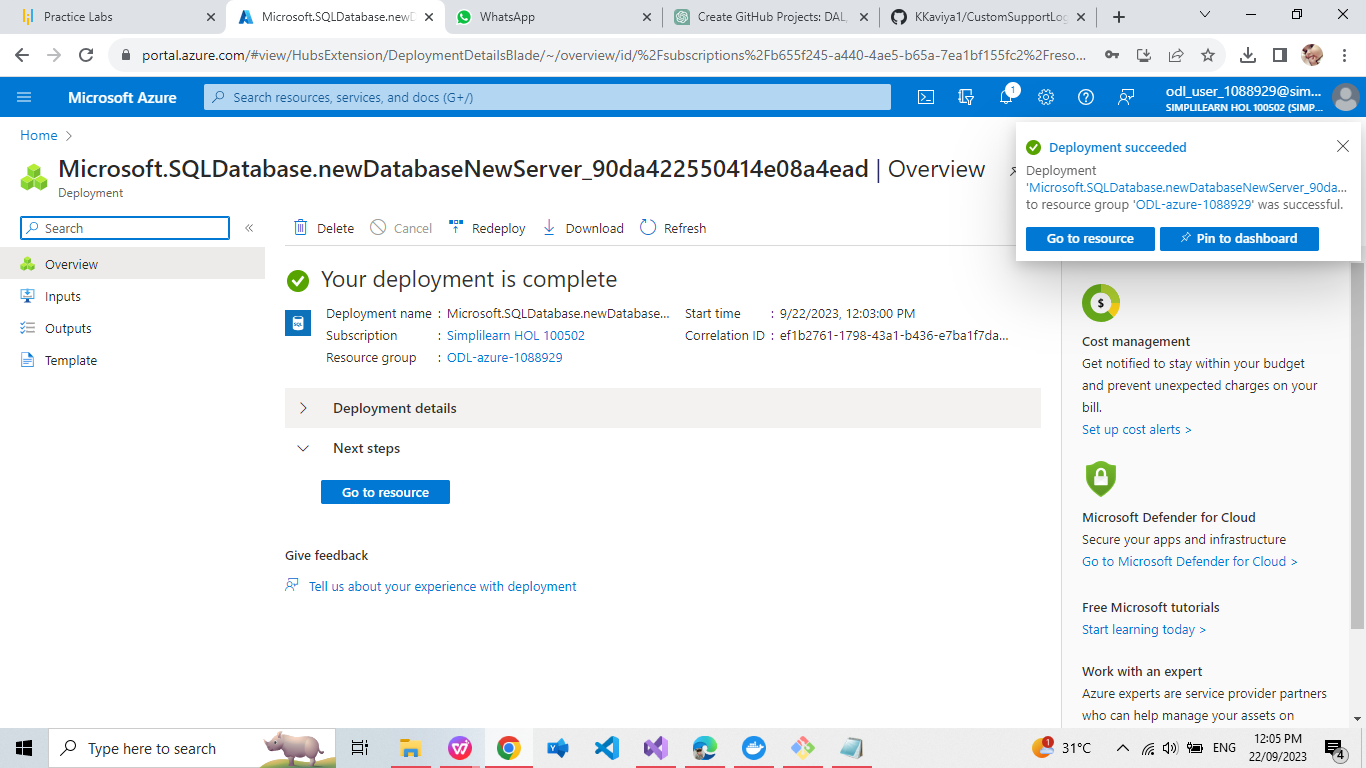 Practice Labs
Microsoft.SQLDatabase.newD
WhatsApp
Create GitHub Projects: DAL,
KKaviya1/CustomSupportLog
portal.azure.com/#view/HubsExtension/DeploymentDetailsBlade/~/overview/id/%2Fsubscriptions%2Fb655f245-a440-4ae5-b65a-7ea1bf155fc2%2Freso...
Microsoft Azure
Search resources, services, and docs (G+/)
1
odl_user_1088929@sim...
SIMPLILEARN HOL 100502 (SIMP...
Home
Microsoft.SQLDatabase.newDatabaseNewServer_90da422550414e08a4ead | Overview
Deployment
Deployment succeeded
Deployment
'Microsoft.SQLDatabase.newDatabaseNewServer_90da...
to resource group 'ODL-azure-1088929' was successful.
Go to resource
Pin to dashboard
Search
Overview
Inputs
Outputs
Template
Delete
Cancel
Redeploy
Download
Refresh
Your deployment is complete
SQL
Deployment name : Microsoft.SQLDatabase.newDatabase...
Subscription : Simplilearn HOL 100502
Resource group : ODL-azure-1088929
Start time : 9/22/2023, 12:03:00 PM
Correlation ID : ef1b2761-1798-43a1-b436-e7ba1f7da...
Deployment details
Next steps
Go to resource
Give feedback
Tell us about your experience with deployment
$
Cost management
Get notified to stay within your budget
and prevent unexpected charges on your
bill.
Set up cost alerts >
Microsoft Defender for Cloud
Secure your apps and infrastructure
Go to Microsoft Defender for Cloud >
Free Microsoft tutorials
Start learning today >
Work with an expert
Azure experts are service provider partners
who can help manage your assets on
Type here to search
1
31°C
ENG
12:05 PM
22/09/2023
4